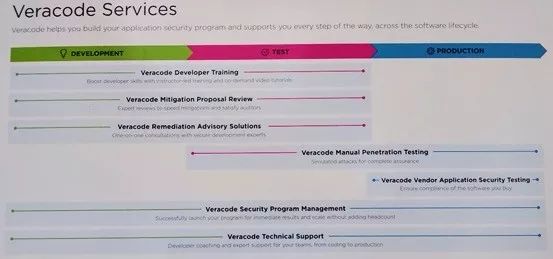 Veracode Services
Veracode helps you build your application security program and supports you every step of the way, across the software lifecycle.
DEVELOPMENT
TEST
PRODUCTION
Veracode Developer Training
Boost developer skills with instructor-led training and on-demand video tutorials
Veracode Mitigation Proposal Review
Expert reviews to speed mitigations and satisfy auditors
Veracode Remediation Advisory Solutions
One-on-one consultations with secure development experts
Veracode Manual Penetration Testing
Simulated attacks for complete assurance
Veracode Vendor Application Security Testing
Ensure compliance of the software you buy
Veracode Security Program Management
Successfully launch your program for immediate results and scale without adding headcount
Veracode Technical Support
Developer coaching and expert support for your teams, from coding to production